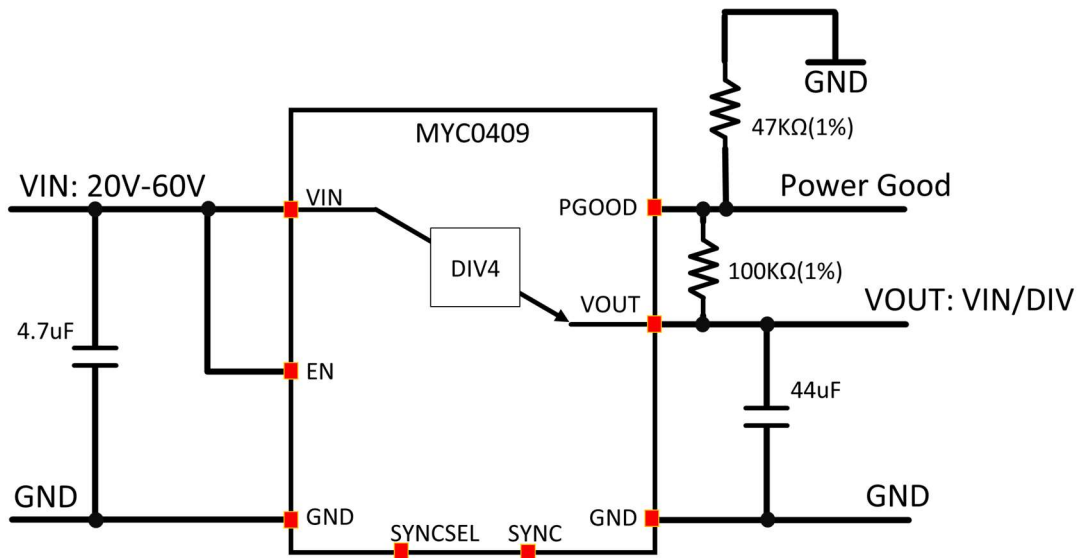 GND
47KΩ(1%)
MYC0409
VIN: 20V-60V
VIN
PGOOD
Power Good
DIV4
100KΩ(1%)
VOUT
VOUT: VIN/DIV
4.7uF
EN
44uF
GND
GND
GND
GND
SYNCSEL
SYNC